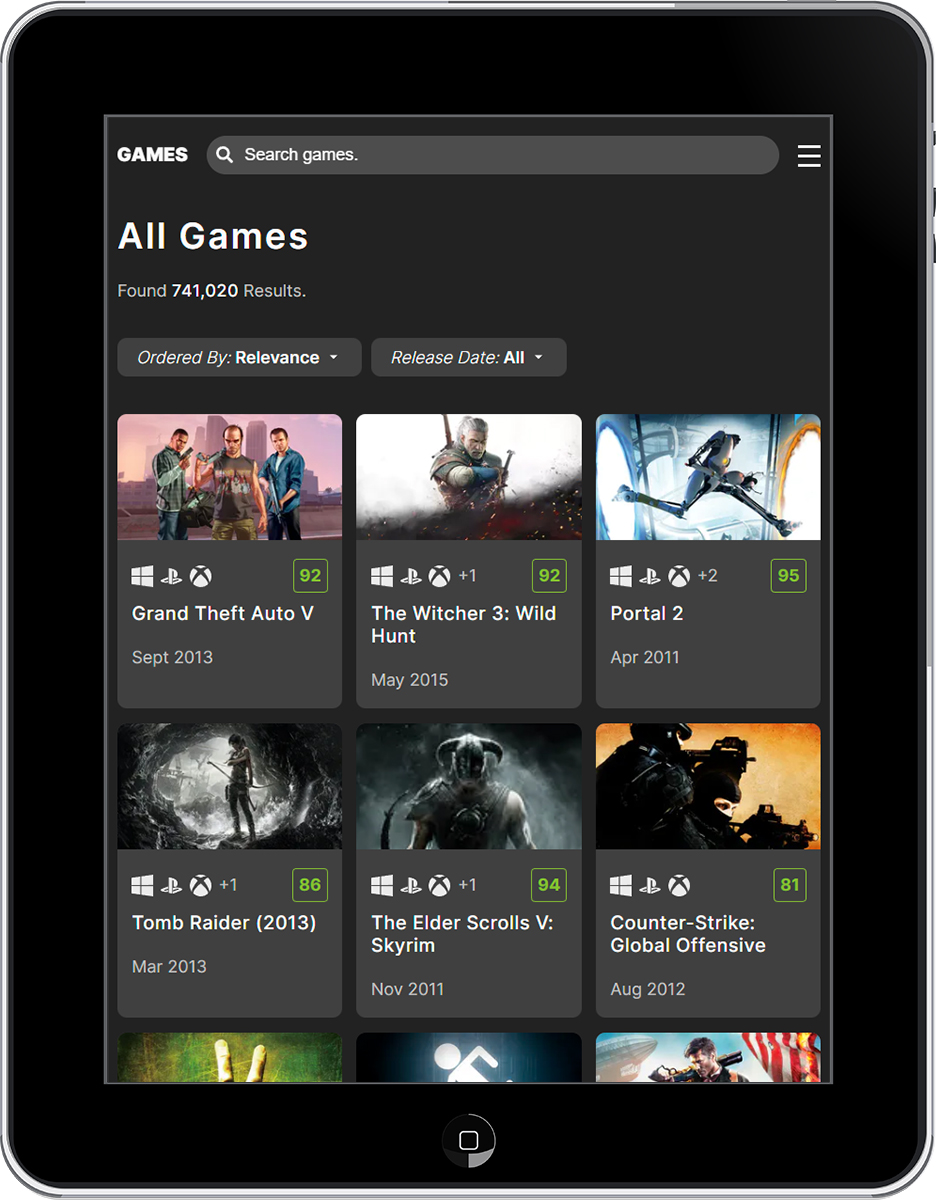 GAMES
Search games.
All Games
Found 741,020 Results.
Ordered By: Relevance
Release Date: All
92
Grand Theft Auto V
Sept 2013
+1
92
The Witcher 3: Wild
Hunt
May 2015
+2
95
Portal 2
Apr 2011
+1
86
Tomb Raider (2013)
Mar 2013
+1
94
The Elder Scrolls V:
Skyrim
Nov 2011
81
Counter-Strike:
Global Offensive
Aug 2012